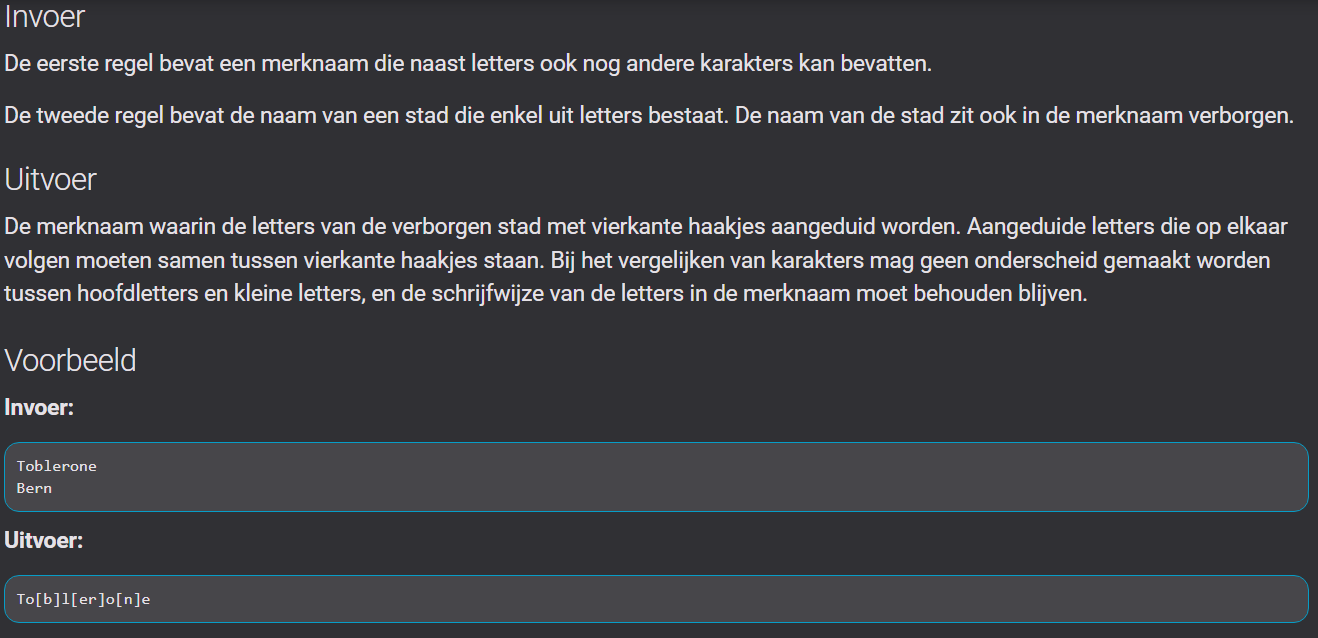 Invoer
De eerste regel bevat een merknaam die naast letters ook nog andere karakters kan bevatten.
De tweede regel bevat de naam van een stad die enkel uit letters bestaat. De naam van de stad zit ook in de merknaam verborgen.
Uitvoer
De merknaam waarin de letters van de verborgen stad met vierkante haakjes aangeduid worden. Aangeduide letters die op elkaar
volgen moeten samen tussen vierkante haakjes staan. Bij het vergelijken van karakters mag geen onderscheid gemaakt worden
tussen hoofdletters en kleine letters, en de schrijfwijze van de letters in de merknaam moet behouden blijven.
Voorbeeld
Invoer:
Toblerone
Bern
Uitvoer:
To[b]l[er]o[n]e